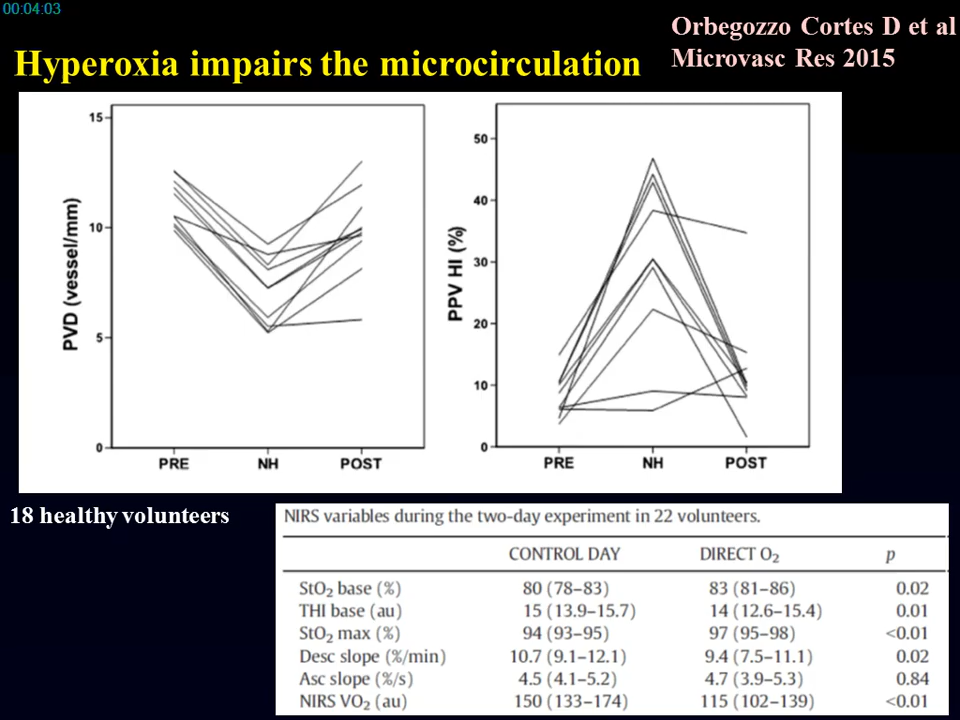 00:04:03
Orbegozzo Cortes D et al
Microvasc Res 2015
Hyperoxia impairs the microcirculation
15
10
5
0
PVD (vessel/mm)
PRE NH POST
50
40
30
20
10
0
PPV HI (%)
PRE NH POST
18 healthy volunteers
NIRS variables during the two-day experiment in 22 volunteers.
CONTROL DAY DIRECT O₂ p
StO₂ base (%) 80 (78–83) 83 (81–86) 0.02
THI base (au) 15 (13.9–15.7) 14 (12.6–15.4) 0.01
StO₂ max (%) 94 (93–95) 97 (95–98) <0.01
Desc slope (%/min) 10.7 (9.1–12.1) 9.4 (7.5–11.1) 0.02
Asc slope (%/s) 4.5 (4.1–5.2) 4.7 (3.9–5.3) 0.84
NIRS VO₂ (au) 150 (133–174) 115 (102–139) <0.01